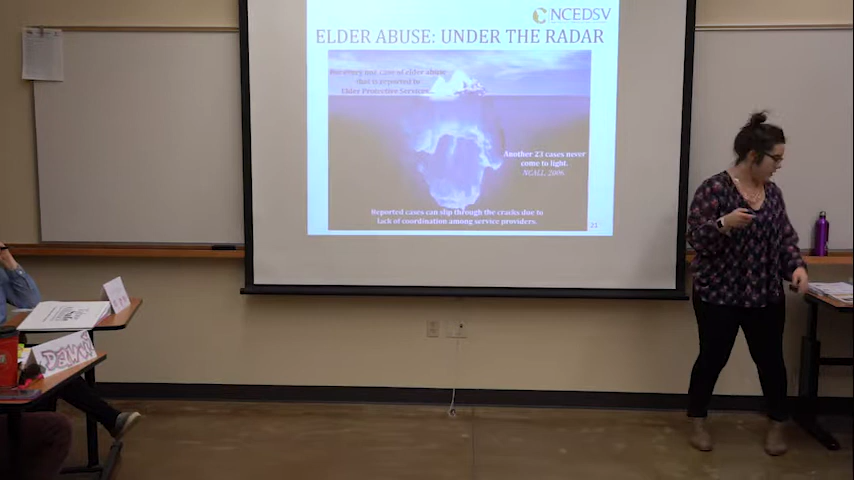 NCEDSV
ELDER ABUSE: UNDER THE RADAR
For every one case of elder abuse
that is reported to
Elder Protective Services...
Another 23 cases never
come to light.
NCALL, 2006
Reported cases can slip through the cracks due to
lack of coordination among service providers.
21
DAWN